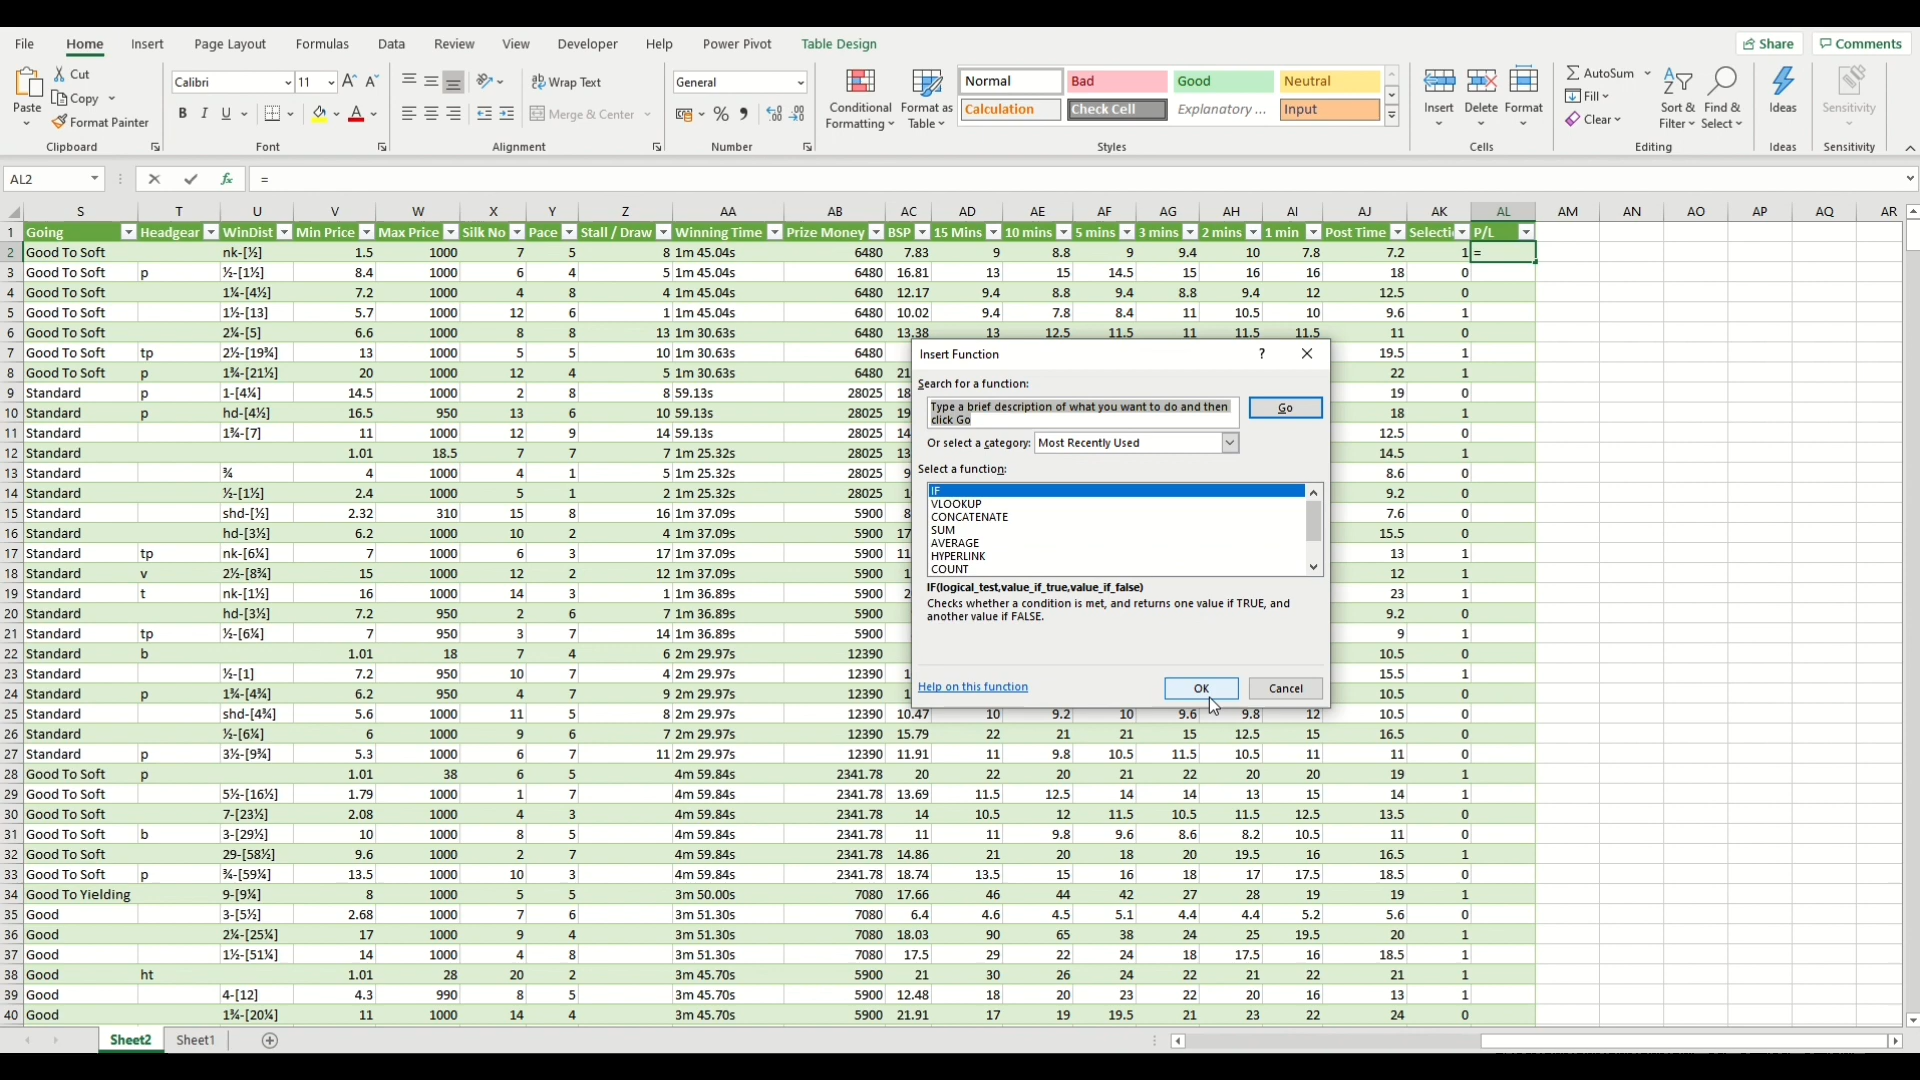 File Home Insert Page Layout Formulas Data Review View Developer Help Power Pivot Table Design Share Comments
Cut
Copy
Format Painter
Paste
Calibri 11
B I U
Wrap Text
Merge & Center
General
Conditional Formatting
Format as Table
Normal Bad Good Neutral
Calculation Check Cell Explanatory ... Input
Insert Delete Format
AutoSum
Fill
Clear
Sort & Filter
Find & Select
Ideas
Sensitivity
Clipboard Font Alignment Number Styles Cells Editing Ideas Sensitivity
AL2 fx =
S T U V W X Y Z AA AB AC AD AE AF AG AH AI AJ AK AL AM AN AO AP AQ AR
1 Going Headgear WinDist Min Price Max Price Silk No Pace Stall / Draw Winning Time Prize Money BSP 15 Mins 10 mins 5 mins 3 mins 2 mins 1 min Post Time Selecti P/L
2 Good To Soft nk-[½] 1.5 1000 7 5 8 1m 45.04s 6480 7.83 9 8.8 9 9.4 10 7.8 7.2 1 =
3 Good To Soft p ½-[1½] 8.4 1000 6 4 5 1m 45.04s 6480 16.81 13 15 14.5 15 16 16 18 0
4 Good To Soft 1¼-[4½] 7.2 1000 4 8 4 1m 45.04s 6480 12.17 9.4 8.8 9.4 8.8 9.4 12 12.5 0
5 Good To Soft 1½-[13] 5.7 1000 12 6 1 1m 45.04s 6480 10.02 9.4 7.8 8.4 11 10.5 10 9.6 1
6 Good To Soft 2¼-[5] 6.6 1000 8 8 13 1m 30.63s 6480 13.38 13 12.5 11.5 11 11.5 11.5 11 0
7 Good To Soft tp 2½-[19¾] 13 1000 5 5 10 1m 30.63s 6480 19.5 1
8 Good To Soft p 1¾-[21½] 20 1000 12 4 5 1m 30.63s 6480 21 22 1
9 Standard p 1-[4¼] 14.5 1000 2 8 8 59.13s 28025 18 19 0
10 Standard p hd-[4½] 16.5 950 13 6 10 59.13s 28025 19 18 1
11 Standard 1¾-[7] 11 1000 12 9 14 59.13s 28025 14 12.5 0
12 Standard 1.01 18.5 7 7 7 1m 25.32s 28025 13 14.5 1
13 Standard ¾ 4 1000 4 1 5 1m 25.32s 28025 9 8.6 0
14 Standard ½-[1½] 2.4 1000 5 1 2 1m 25.32s 28025 1 9.2 0
15 Standard shd-[½] 2.32 310 15 8 16 1m 37.09s 5900 8 7.6 0
16 Standard hd-[3½] 6.2 1000 10 2 4 1m 37.09s 5900 17 15.5 0
17 Standard tp nk-[6¼] 7 1000 6 3 17 1m 37.09s 5900 11 13 1
18 Standard v 2½-[8¾] 15 1000 12 2 12 1m 37.09s 5900 1 12 1
19 Standard t nk-[1½] 16 1000 14 3 1 1m 36.89s 5900 2 23 1
20 Standard hd-[3½] 7.2 950 2 6 7 1m 36.89s 5900 9.2 0
21 Standard tp ½-[6¼] 7 950 3 7 14 1m 36.89s 5900 9 1
22 Standard b 1.01 18 7 4 6 2m 29.97s 12390 10.5 0
23 Standard ½-[1] 7.2 950 10 7 4 2m 29.97s 12390 1 15.5 1
24 Standard p 1¾-[4¾] 6.2 950 4 7 9 2m 29.97s 12390 1 10.5 0
25 Standard shd-[4¾] 5.6 1000 11 5 8 2m 29.97s 12390 10.47 10 9.2 10 9.6 9.8 12 10.5 0
26 Standard ½-[6¼] 6 1000 9 6 7 2m 29.97s 12390 15.79 22 21 21 15 12.5 15 16.5 0
27 Standard p 3½-[9¾] 5.3 1000 6 7 11 2m 29.97s 12390 11.91 11 9.8 10.5 11.5 10.5 11 11 0
28 Good To Soft p 1.01 38 6 5 4m 59.84s 2341.78 20 22 20 21 22 20 20 19 1
29 Good To Soft 5½-[16½] 1.79 1000 1 7 4m 59.84s 2341.78 13.69 11.5 12.5 14 14 13 15 14 1
30 Good To Soft 7-[23½] 2.08 1000 4 3 4m 59.84s 2341.78 14 10.5 12 11.5 10.5 11.5 12.5 13.5 0
31 Good To Soft b 3-[29½] 10 1000 8 5 4m 59.84s 2341.78 11 11 9.8 9.6 8.6 8.2 10.5 11 0
32 Good To Soft 29-[58½] 9.6 1000 2 7 4m 59.84s 2341.78 14.86 21 20 18 20 19.5 16 16.5 1
33 Good To Soft p ¾-[59¼] 13.5 1000 10 3 4m 59.84s 2341.78 18.74 13.5 15 16 18 17 17.5 18.5 0
34 Good To Yielding 9-[9¾] 8 1000 5 5 3m 50.00s 7080 17.66 46 44 42 27 28 19 19 1
35 Good 3-[5½] 2.68 1000 7 6 3m 51.30s 7080 6.4 4.6 4.5 5.1 4.4 4.4 5.2 5.6 0
36 Good 2¼-[25¼] 17 1000 9 4 3m 51.30s 7080 18.03 90 65 38 24 25 19.5 20 1
37 Good 1½-[51¼] 14 1000 4 8 3m 51.30s 7080 17.5 29 22 24 18 17.5 16 18.5 1
38 Good ht 1.01 28 20 2 3m 45.70s 5900 21 30 26 24 22 21 22 21 1
39 Good 4-[12] 4.3 990 8 5 3m 45.70s 5900 12.48 18 20 23 22 20 16 13 1
40 Good 1¾-[20¼] 11 1000 14 4 3m 45.70s 5900 21.91 17 19 19.5 21 23 22 24 0
Insert Function ?
Search for a function:
Type a brief description of what you want to do and then
click Go
Go
Or select a category: Most Recently Used
Select a function:
IF
VLOOKUP
CONCATENATE
SUM
AVERAGE
HYPERLINK
COUNT
IF(logical_test,value_if_true,value_if_false)
Checks whether a condition is met, and returns one value if TRUE, and
another value if FALSE.
Help on this function OK Cancel
Sheet2 Sheet1